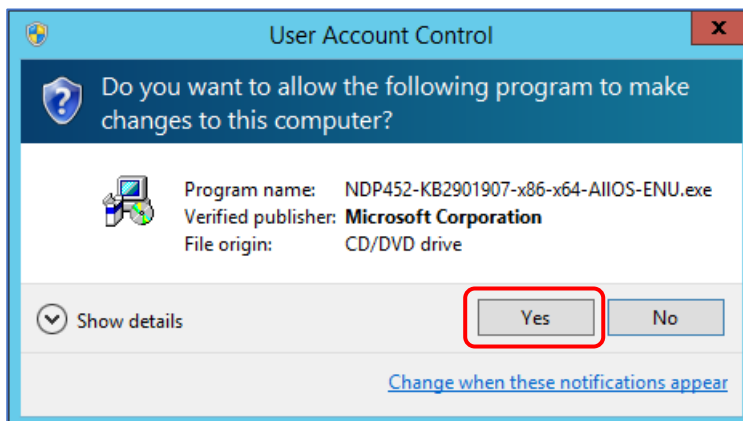 User Account Control
x
Do you want to allow the following program to make
changes to this computer?
Program name: NDP452-KB2901907-x86-x64-AllOS-ENU.exe
Verified publisher: Microsoft Corporation
File origin: CD/DVD drive
Show details
Yes
No
Change when these notifications appear